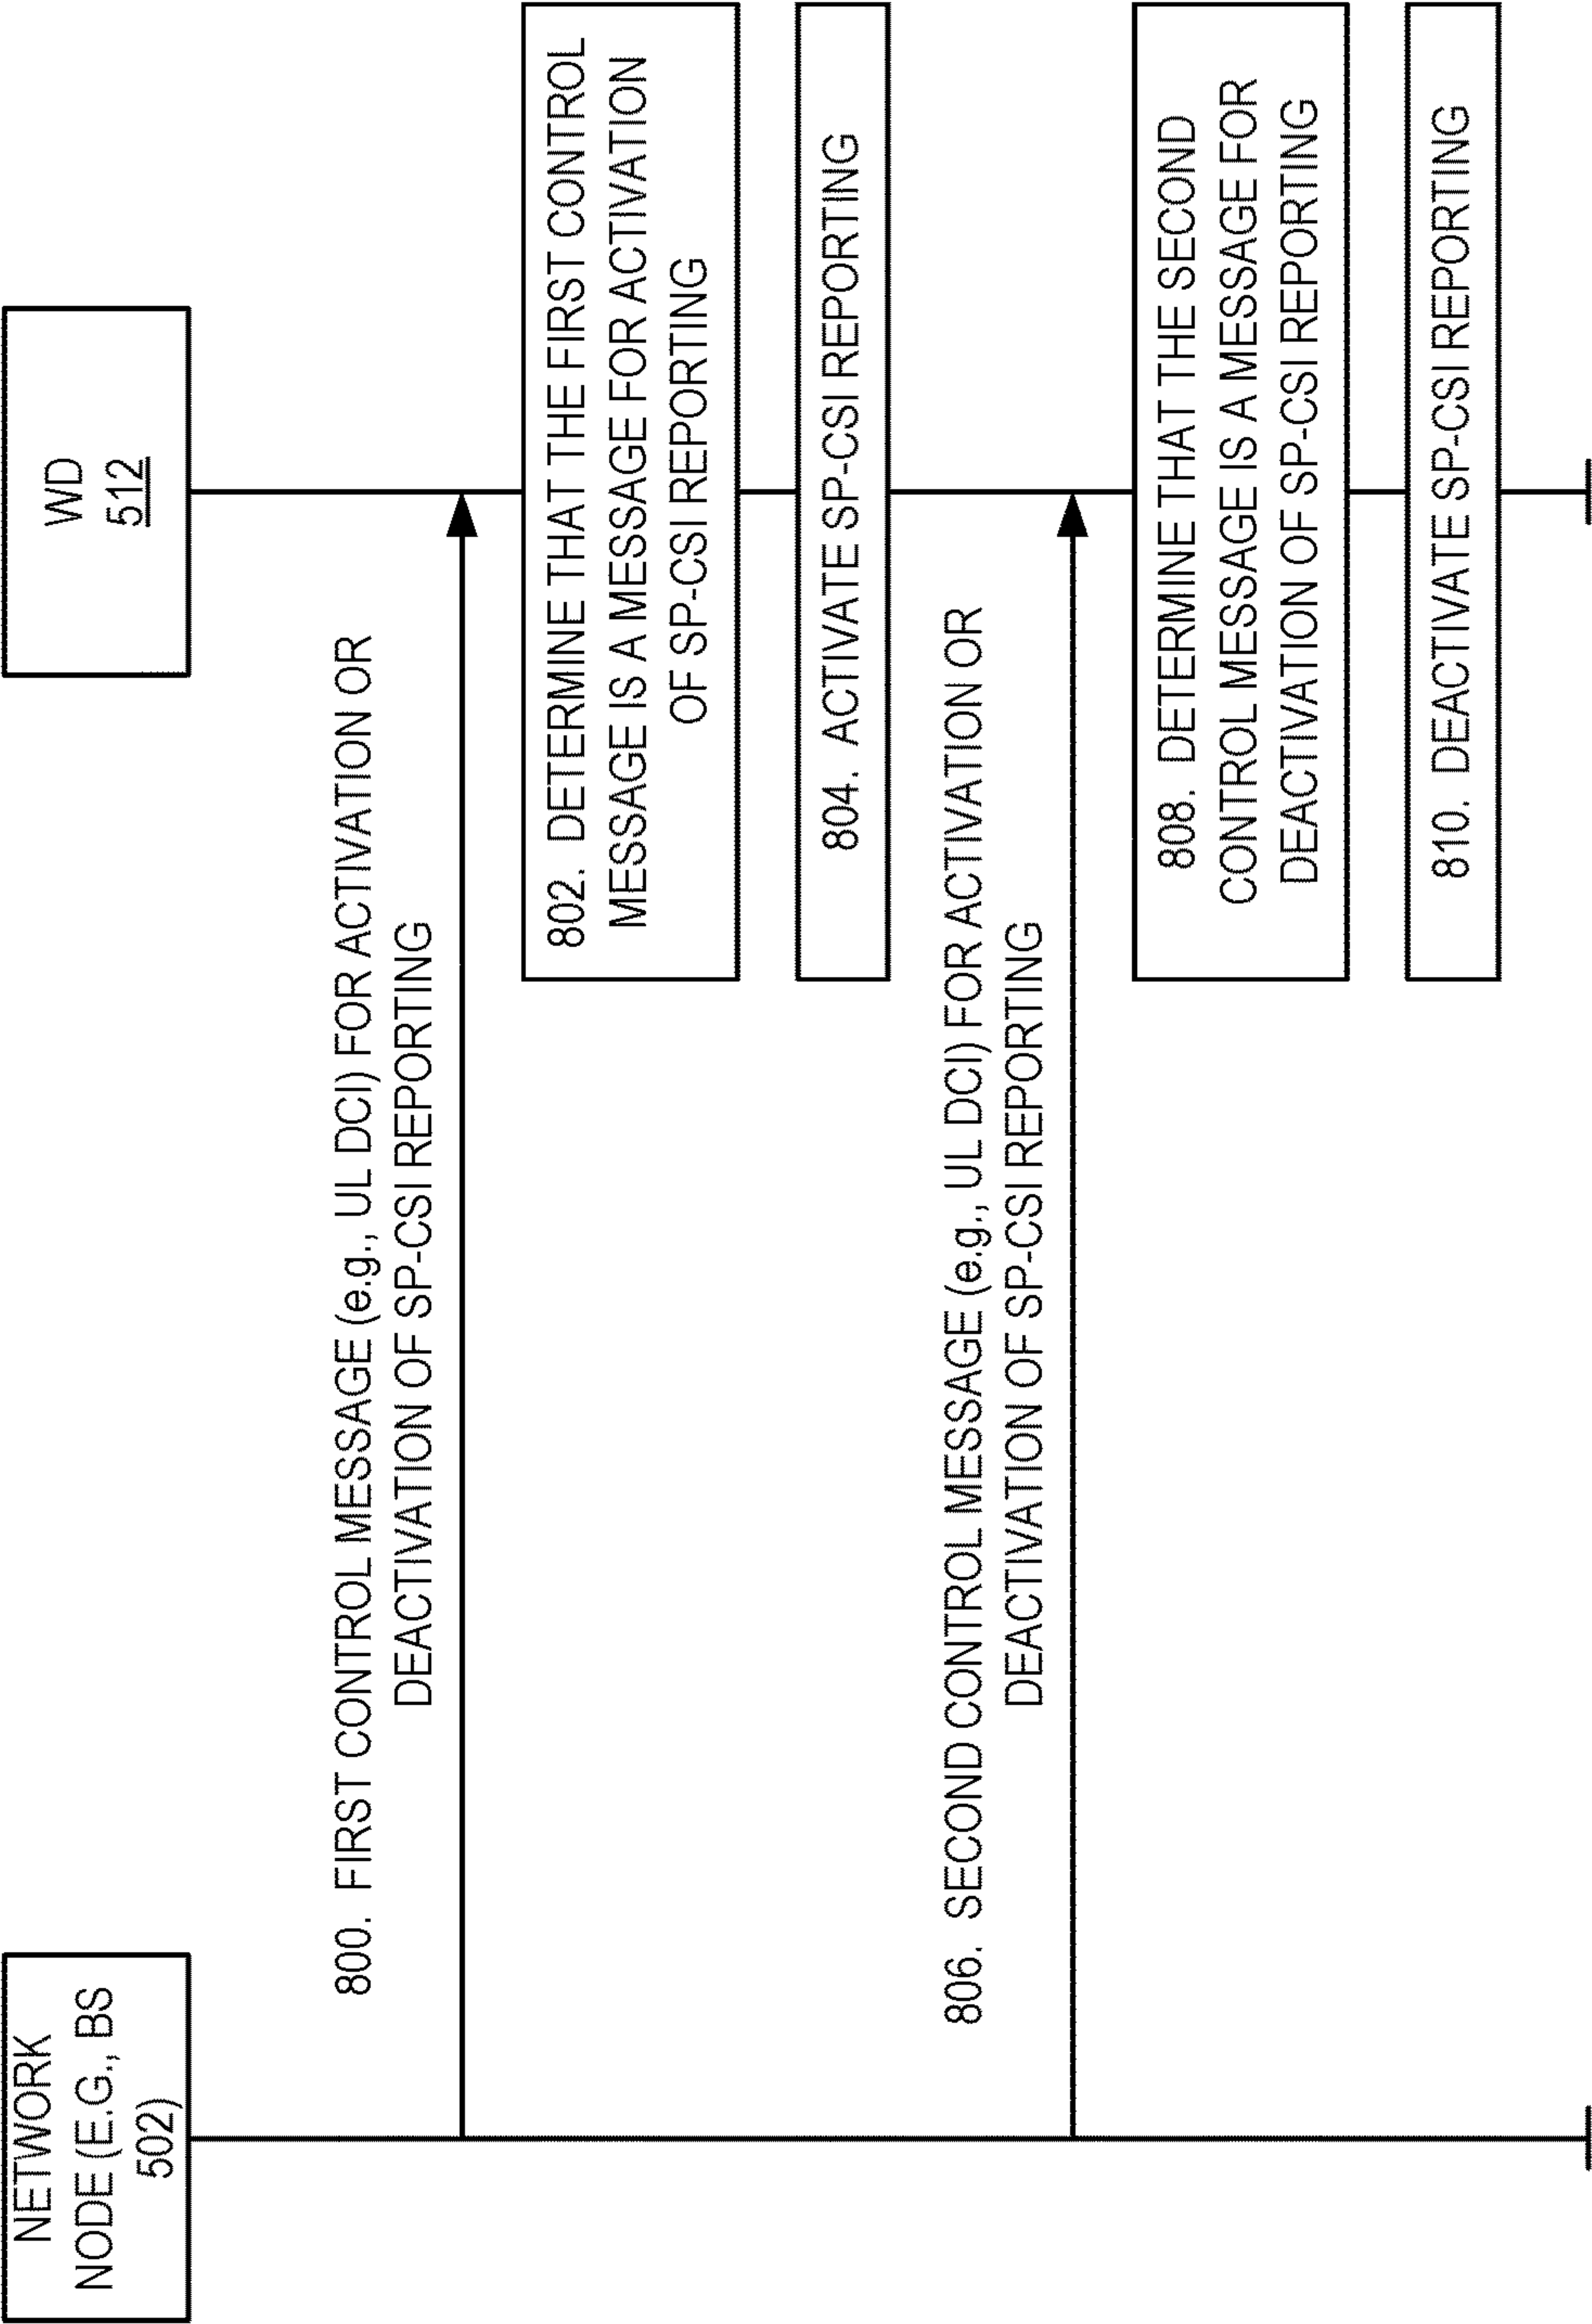 NETWORK
NODE (E.G., BS
502)
WD
512
800. FIRST CONTROL MESSAGE (e.g., UL DCI) FOR ACTIVATION OR
DEACTIVATION OF SP-CSI REPORTING
802. DETERMINE THAT THE FIRST CONTROL
MESSAGE IS A MESSAGE FOR ACTIVATION
OF SP-CSI REPORTING
804. ACTIVATE SP-CSI REPORTING
806. SECOND CONTROL MESSAGE (e.g., UL DCI) FOR ACTIVATION OR
DEACTIVATION OF SP-CSI REPORTING
808. DETERMINE THAT THE SECOND
CONTROL MESSAGE IS A MESSAGE FOR
DEACTIVATION OF SP-CSI REPORTING
810. DEACTIVATE SP-CSI REPORTING